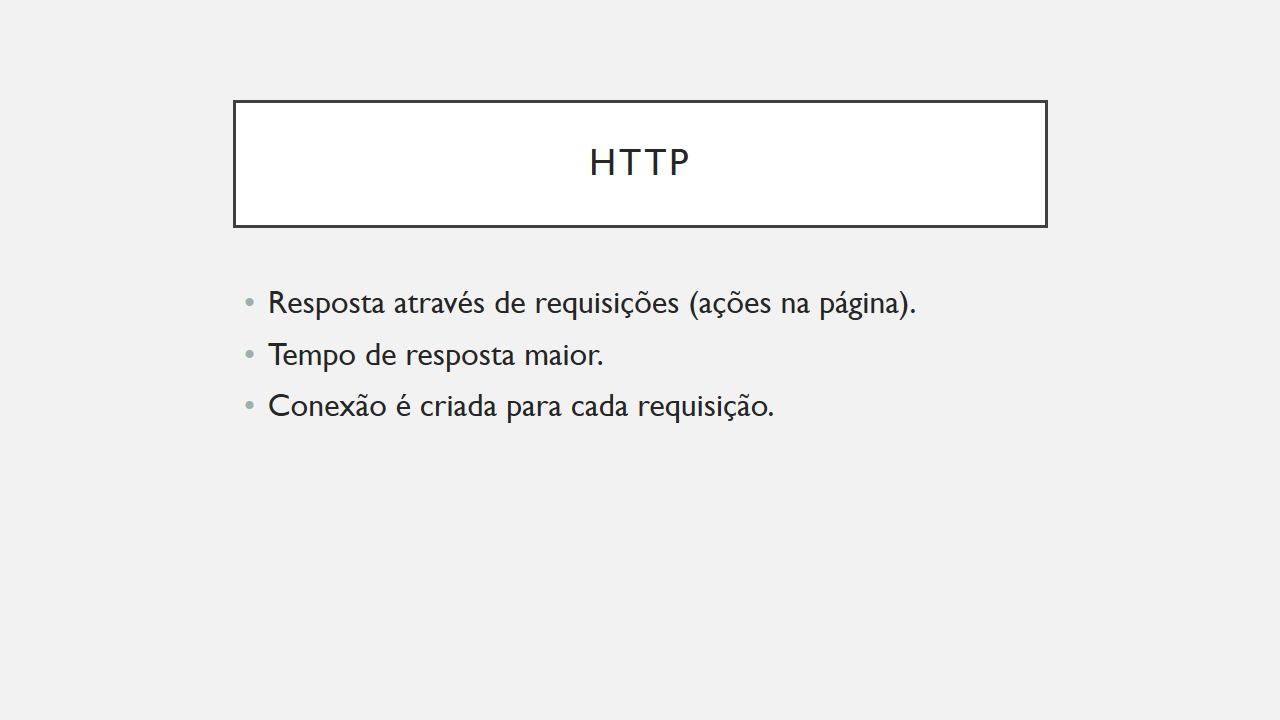 HTTP
• Resposta através de requisições (ações na página).
• Tempo de resposta maior.
• Conexão é criada para cada requisição.